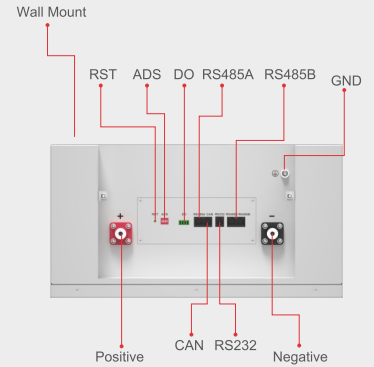 Wall Mount
RST ADS DO RS485A RS485B
GND
+
−
Positive
CAN RS232
Negative